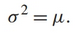 σ² = μ.